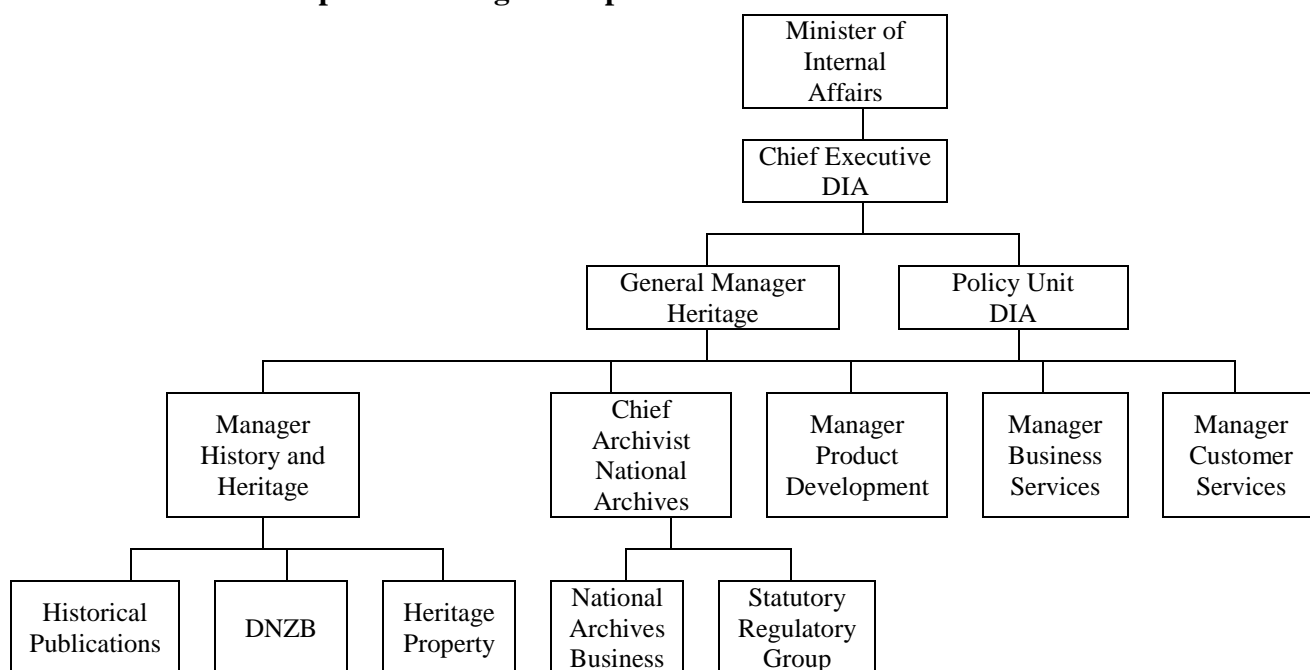 Minister of
Internal
Affairs
Chief Executive
DIA
General Manager
Heritage
Policy Unit
DIA
Manager
History and
Heritage
Chief
Archivist
National
Archives
Manager
Product
Development
Manager
Business
Services
Manager
Customer
Services
Historical
Publications
DNZB
Heritage
Property
National
Archives
Business
Statutory
Regulatory
Group